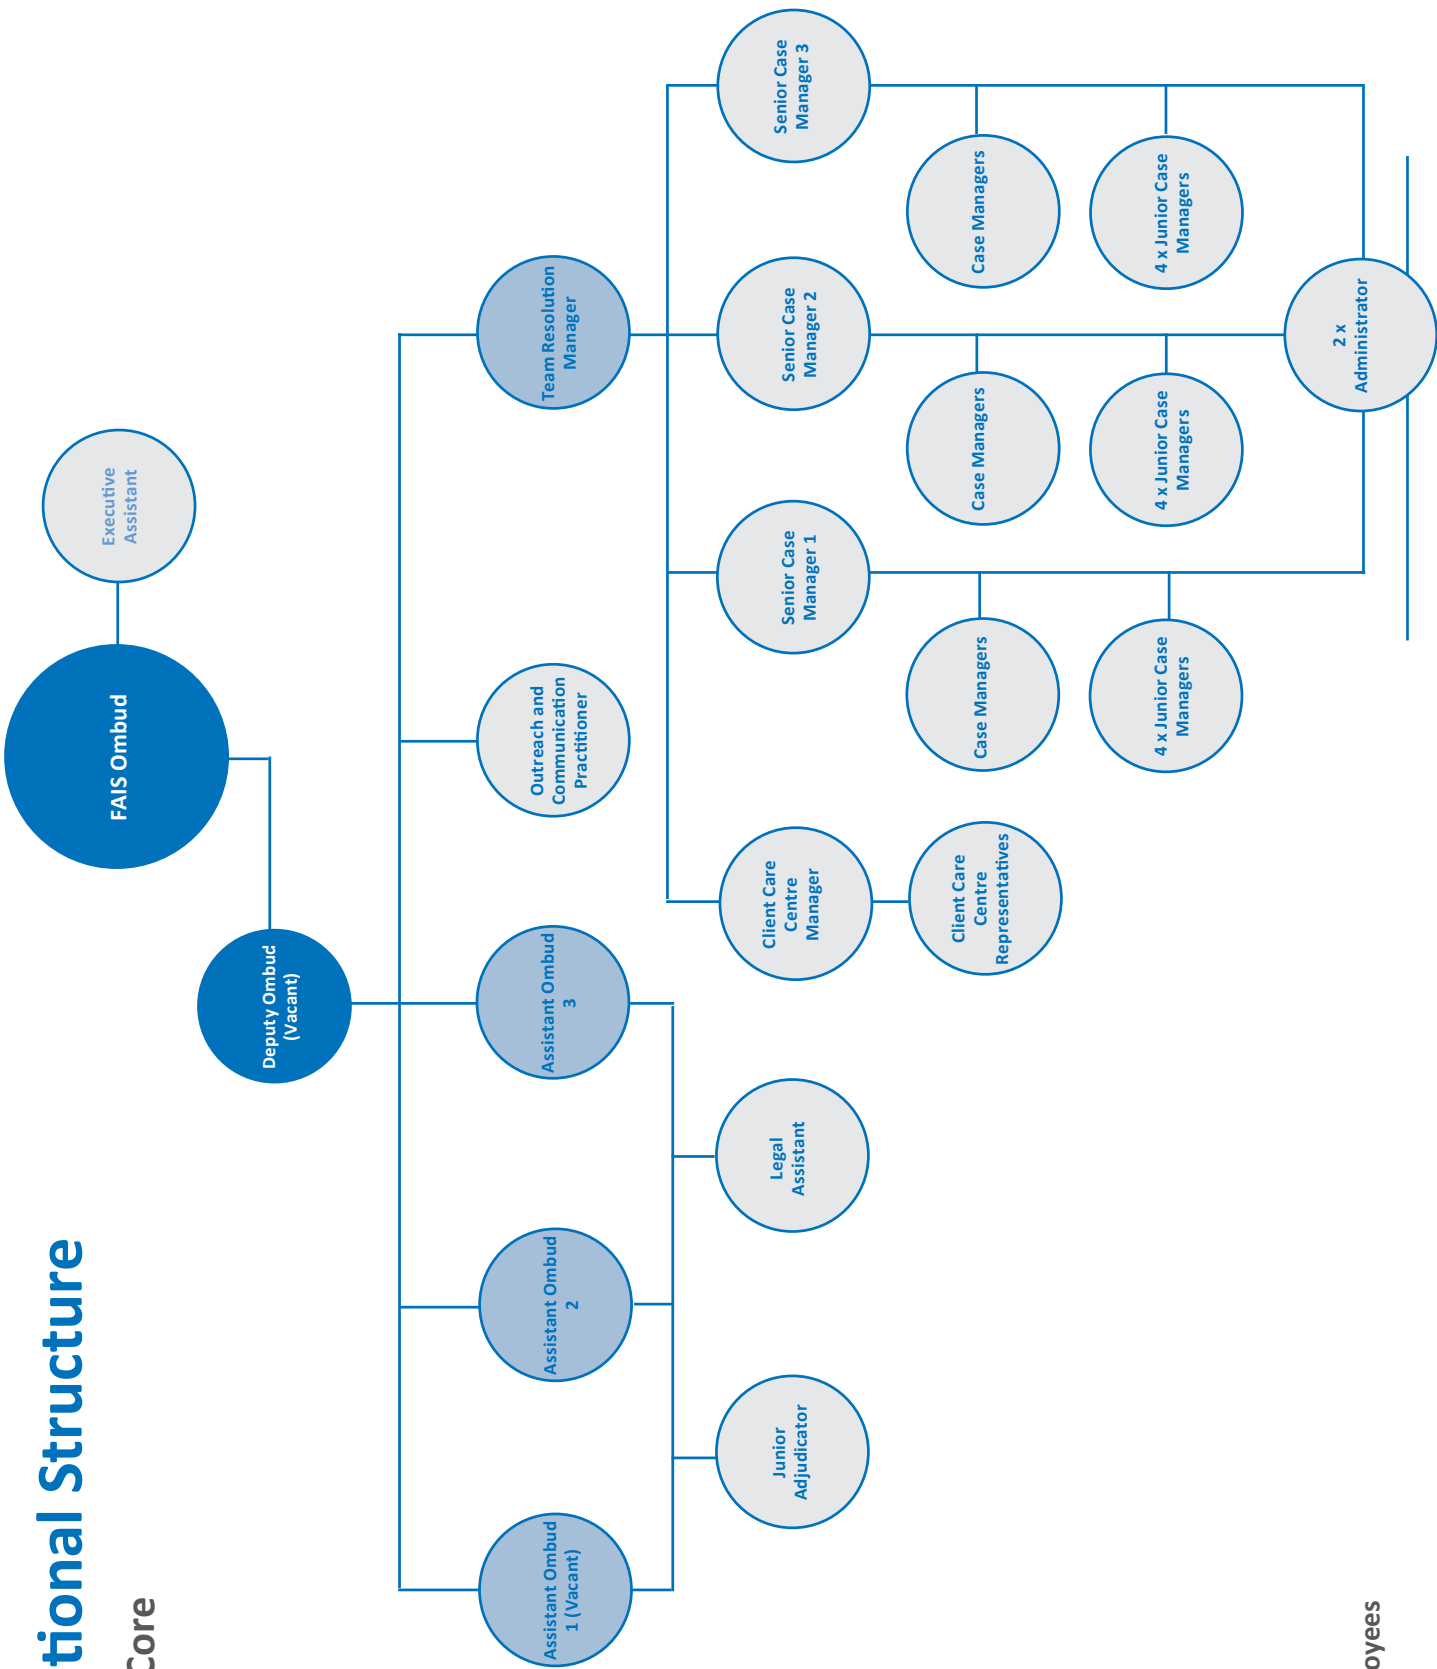 tional Structure
Core
FAIS Ombud
Executive
Assistant
Deputy Ombud
(Vacant)
Assistant Ombud
1 (Vacant)
Assistant Ombud
2
Assistant Ombud
3
Outreach and
Communication
Practitioner
Team Resolution
Manager
Junior
Adjudicator
Legal
Assistant
Client Care
Centre
Manager
Senior Case
Manager 1
Senior Case
Manager 2
Senior Case
Manager 3
Client Care
Centre
Representatives
Case Managers
Case Managers
Case Managers
4 x Junior Case
Managers
4 x Junior Case
Managers
4 x Junior Case
Managers
2 x
Administrator
oyees